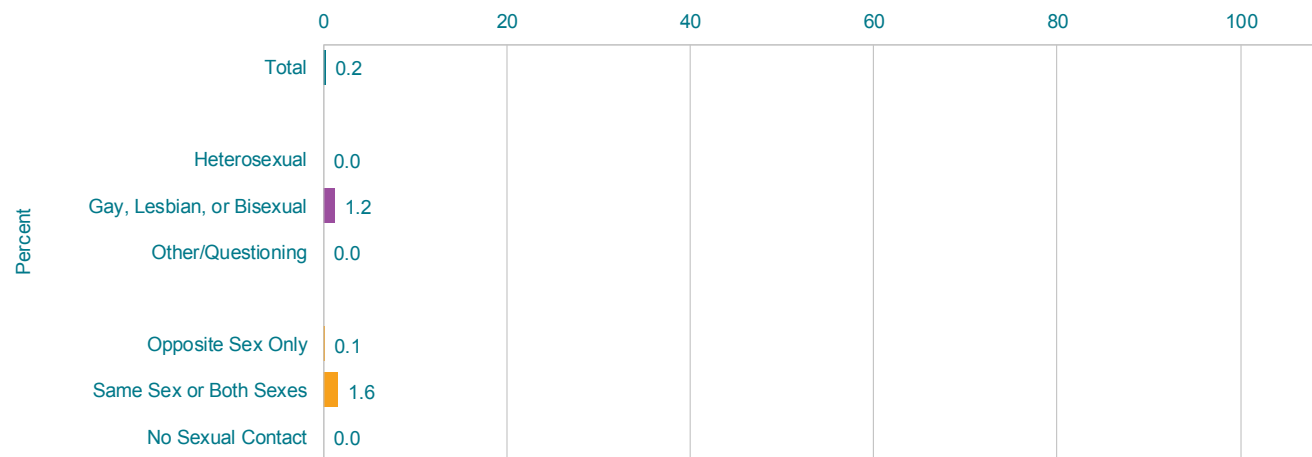 0 20 40 60 80 100
Total 0.2
Heterosexual 0.0
Gay, Lesbian, or Bisexual 1.2
Other/Questioning 0.0
Opposite Sex Only 0.1
Same Sex or Both Sexes 1.6
No Sexual Contact 0.0
Percent